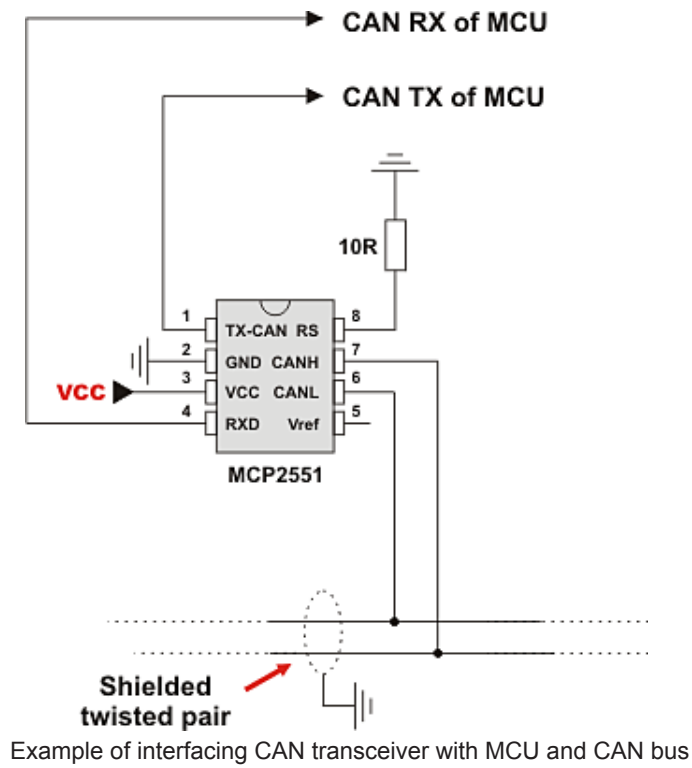 CAN RX of MCU
CAN TX of MCU
10R
1 TX-CAN RS 8
2 GND CANH 7
VCC 3 VCC CANL 6
4 RXD Vref 5
MCP2551
Shielded
twisted pair
Example of interfacing CAN transceiver with MCU and CAN bus